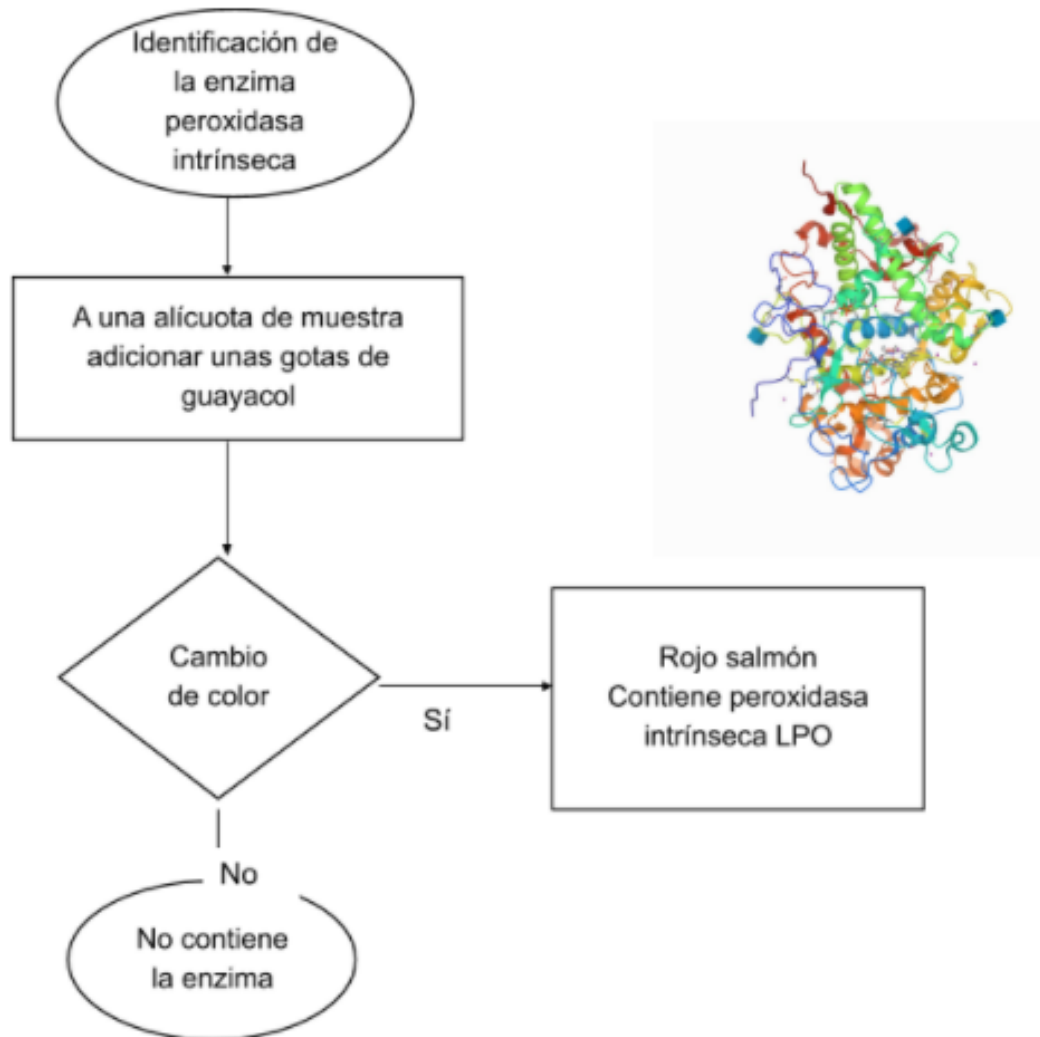 Identificación de
la enzima
peroxidasa
intrínseca
A una alícuota de muestra
adicionar unas gotas de
guayacol
Cambio
de color
Sí
Rojo salmón
Contiene peroxidasa
intrínseca LPO
No
No contiene
la enzima